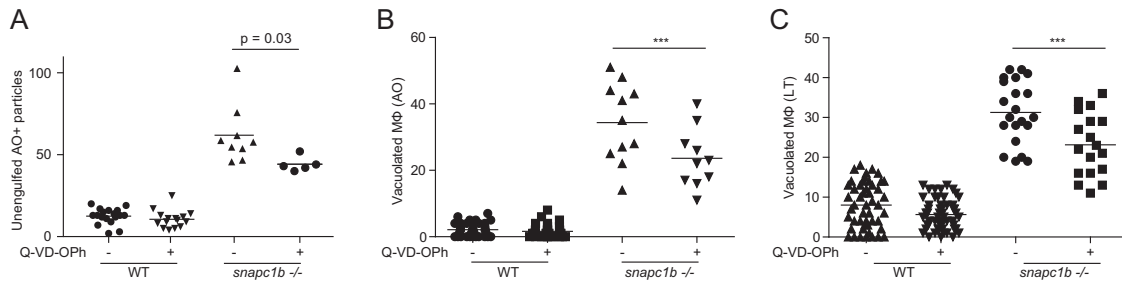 A
p = 0.03
Unengulfed AO+ particles
100
50
0
Q-VD-OPh - + - +
WT snapc1b -/-
B
***
Vacuolated MΦ (AO)
60
40
20
0
Q-VD-OPh - + - +
WT snapc1b -/-
C
***
Vacuolated MΦ (LT)
50
40
30
20
10
0
Q-VD-OPh - + - +
WT snapc1b -/-